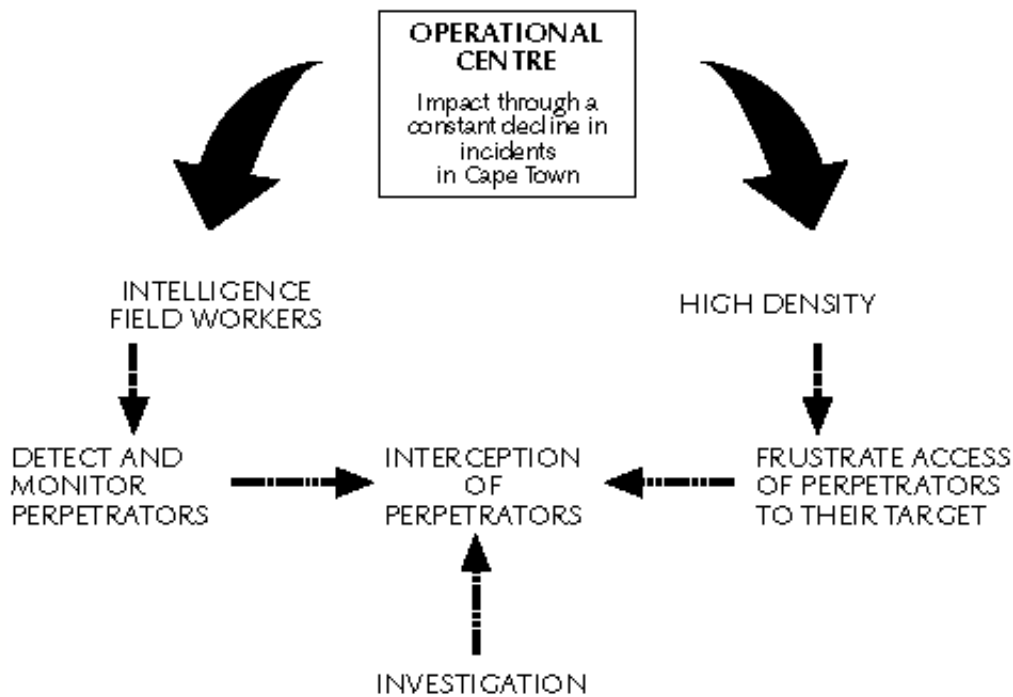 OPERATIONAL
CENTRE
Impact through a
constant decline in
incidents
in Cape Town
INTELLIGENCE
FIELD WORKERS
HIGH DENSITY
DETECT AND
MONITOR
PERPETRATORS
INTERCEPTION
OF
PERPETRATORS
FRUSTRATE ACCESS
OF PERPETRATORS
TO THEIR TARGET
INVESTIGATION